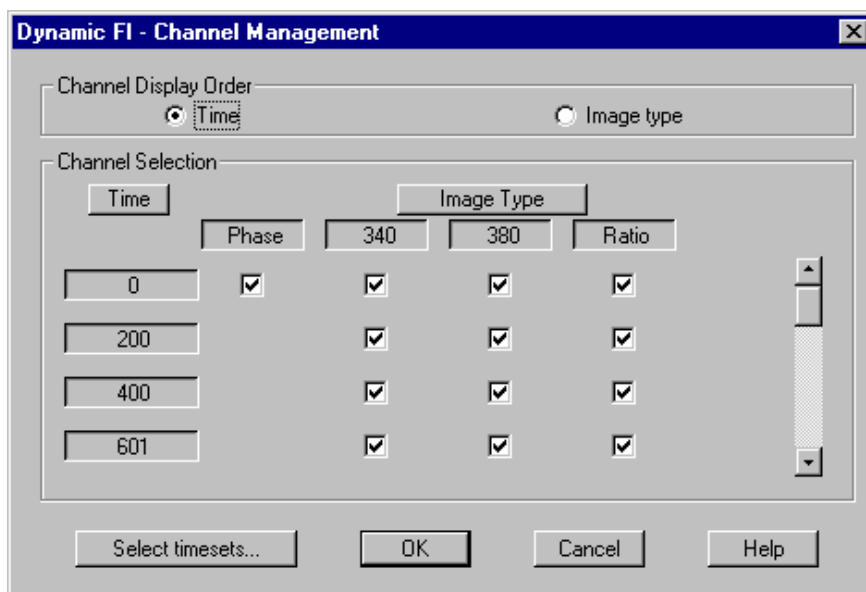 Dynamic FI - Channel Management
Channel Display Order
Time Image type
Channel Selection
Time Image Type
Phase 340 380 Ratio
0
200
400
601
Select timesets... OK Cancel Help